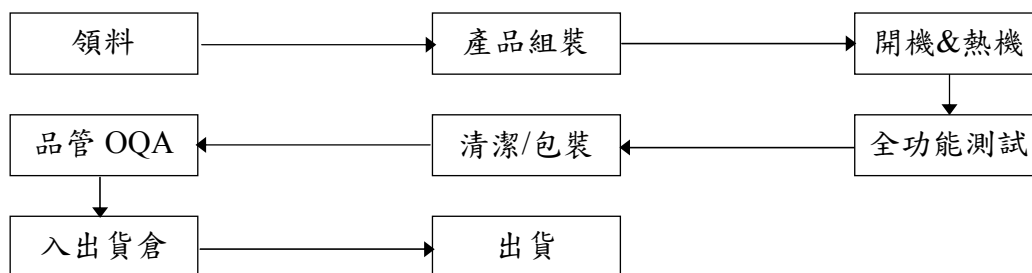 領料
產品組裝
開機&熱機
全功能測試
清潔/包裝
品管 OQA
入出貨倉
出貨